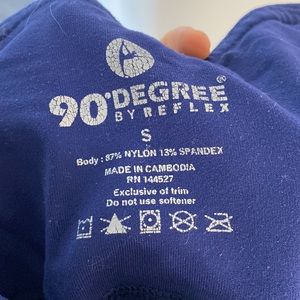 90°DEGREE®
BY REFLEX
S
Body : 87% NYLON 13% SPANDEX
MADE IN CAMBODIA
RN 144527
Exclusive of trim
Do not use softener